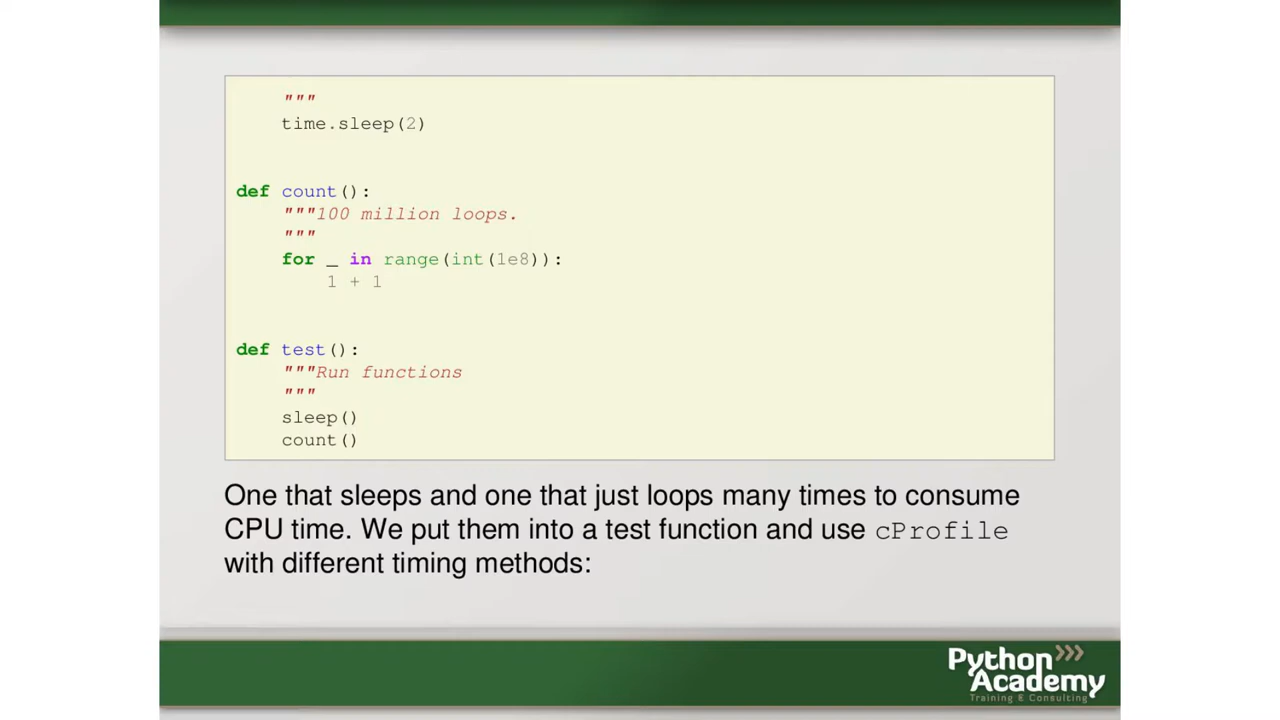 """
time.sleep(2)
def count():
"""100 million loops.
"""
for _ in range(int(1e8)):
1 + 1
def test():
"""Run functions
"""
sleep()
count()
One that sleeps and one that just loops many times to consume
CPU time. We put them into a test function and use cProfile
with different timing methods:
Python
Academy
Training & Consulting